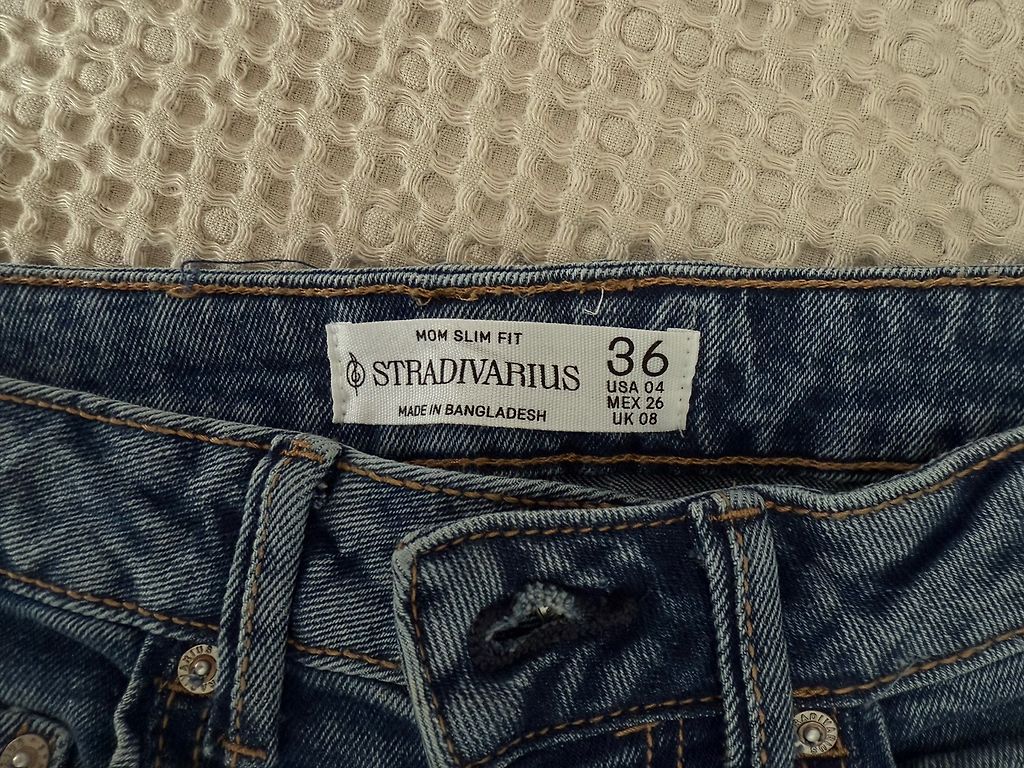 MOM SLIM FIT
STRADIVARIUS
MADE IN BANGLADESH
36
USA 04
MEX 26
UK 08